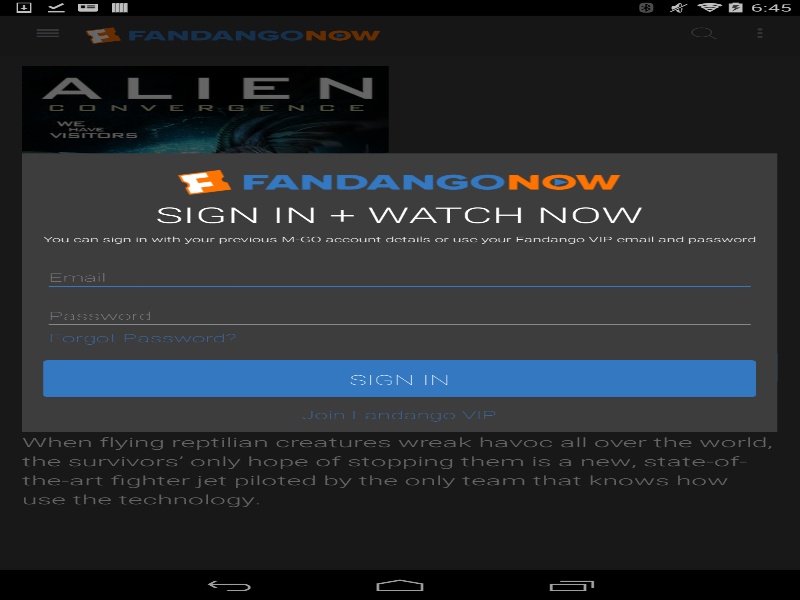 6:45
FANDANGONOW
ALIEN
CONVERGENCE
WE
HAVE
VISITORS
FANDANGONOW
SIGN IN + WATCH NOW
You can sign in with your previous M-GO account details or use your Fandango VIP email and password
Email
Password
Forgot Password?
SIGN IN
Join Fandango VIP
When flying reptilian creatures wreak havoc all over the world,
the survivors' only hope of stopping them is a new, state-of-
the-art fighter jet piloted by the only team that knows how
use the technology.